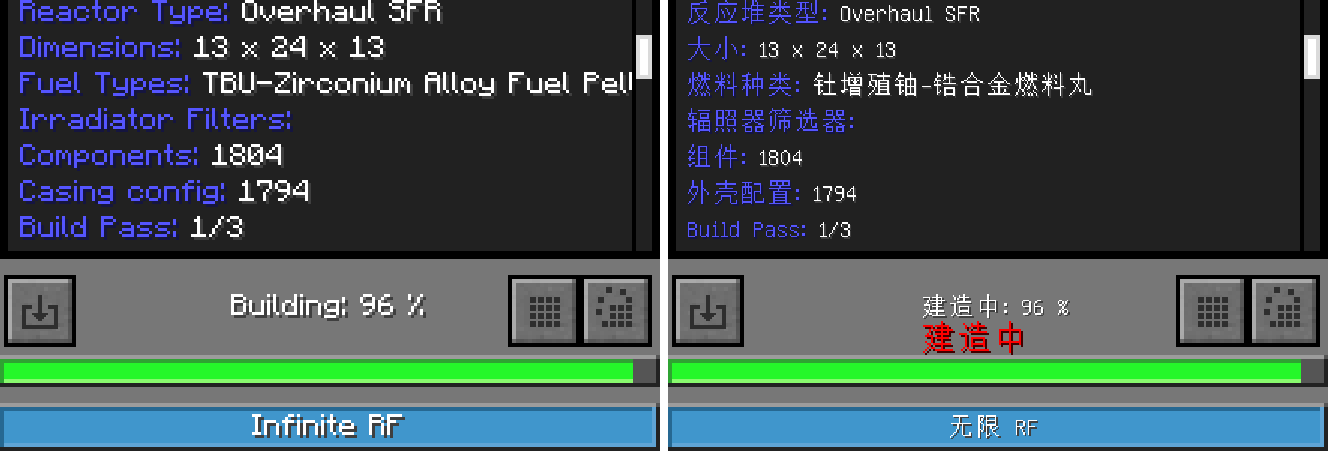 Reactor Type: Overhaul SFR
Dimensions: 13 x 24 x 13
Fuel Types: TBU-Zirconium Alloy Fuel Pell
Irradiator Filters:
Components: 1804
Casing config: 1794
Build Pass: 1/3
Building: 96 %
Infinite RF
反应堆类型: Overhaul SFR
大小: 13 x 24 x 13
燃料种类: 钍增殖铀-锆合金燃料丸
辐照器筛选器:
组件: 1804
外壳配置: 1794
Build Pass: 1/3
建造中: 96 %
建造中
无限 RF